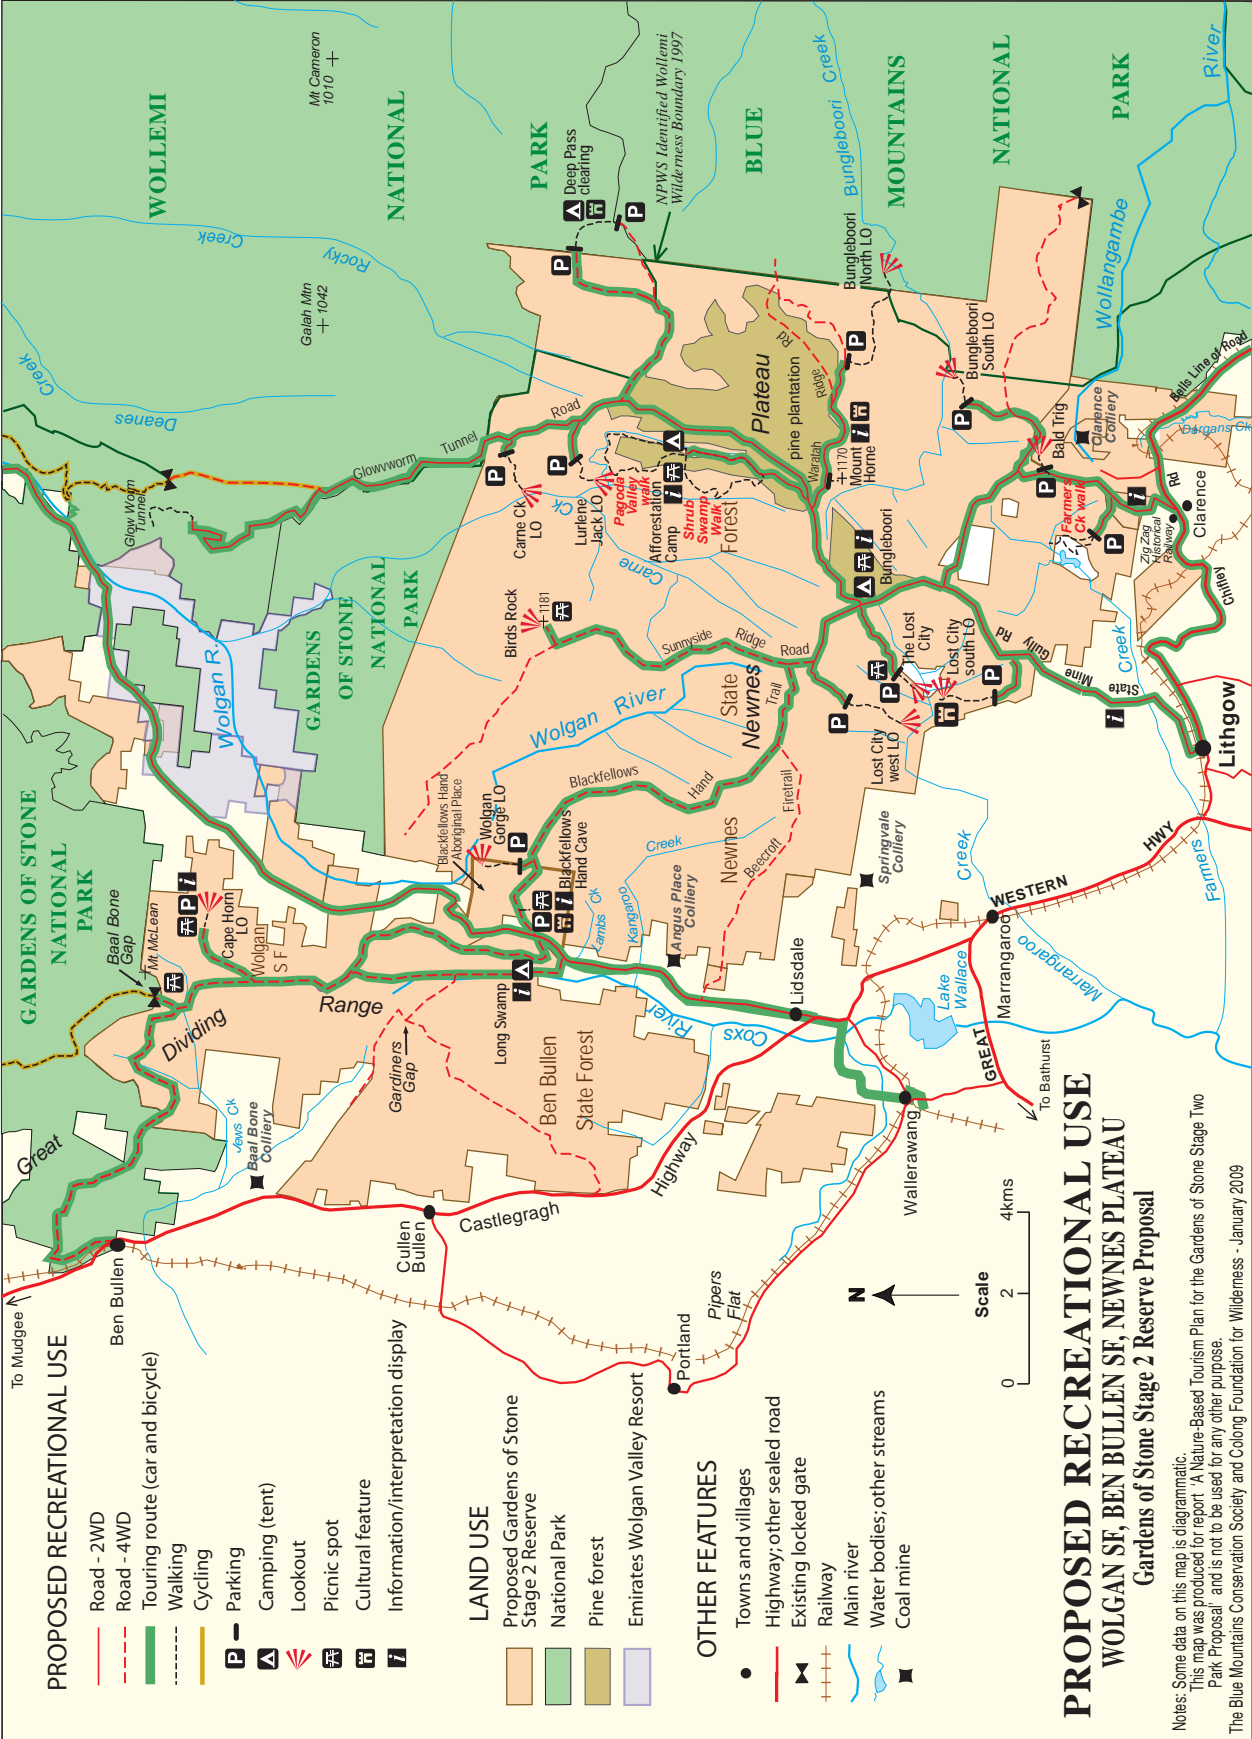 PROPOSED RECREATIONAL USE
Road - 2WD
Road - 4WD
Touring route (car and bicycle)
Walking
Cycling
Parking
Camping (tent)
Lookout
Picnic spot
Cultural feature
Information/interpretation display
LAND USE
Proposed Gardens of Stone
Stage 2 Reserve
National Park
Pine forest
Emirates Wolgan Valley Resort
OTHER FEATURES
Towns and villages
Highway; other sealed road
Existing locked gate
Railway
Main river
Water bodies; other streams
Coal mine
PROPOSED RECREATIONAL USE
WOLGAN SF, BEN BULLEN SF, NEWNES PLATEAU
Gardens of Stone Stage 2 Reserve Proposal
Notes: Some data on this map is diagrammatic.
This map was produced for report 'A Nature-Based Tourism Plan for the Gardens of Stone Stage Two
Park Proposal' and is not to be used for any other purpose.
The Blue Mountains Conservation Society and Colong Foundation for Wilderness - January 2009
Scale
0 2 4kms
N
To Mudgee
Ben Bullen
Cullen
Bullen
Portland
Pipers
Flat
Castlereagh
Highway
Wallerawang
To Bathurst
GREAT
WESTERN
HWY
Lidsdale
Marrangaroo
Marrangaroo
Creek
Lake
Wallace
Coxs
River
Lithgow
Farmers
Creek
Great
Dividing
Range
Jews Ck
Baal Bone
Colliery
Gardiners
Gap
Ben Bullen
State Forest
Long Swamp
GARDENS OF STONE
NATIONAL
PARK
Baal Bone
Gap
Mt McLean
Cape Horn
LO
Wolgan
S F
Blackfellows Hand
Aboriginal Place
Wolgan
Gorge LO
Blackfellows
Hand Cave
Lambs Ck
Kangaroo
Creek
Angus Place
Colliery
Springvale
Colliery
Newnes
Beecroft
Firetrail
Blackfellows
Hand
Trail
Wolgan River
Wolgan R.
GARDENS
OF STONE
NATIONAL
PARK
Birds Rock
1181
Sunnyside
Ridge
Road
State
Newnes
Forest
Plateau
Lost City
west LO
The Lost
City
Lost City
south LO
State
Mine
Gully
Rd
Bungleboori
Carne
Ck
Carne Ck
LO
Lurlene
Jack LO
Pagoda
Valley
walk
Afforestation
Camp
Shrub
Swamp
Walk
Glow Worm
Tunnel
Glowworm
Tunnel
Road
pine plantation
Waratah
Ridge
Rd
1170
Mount
Horne
Bungleboori
North LO
Bungleboori
South LO
Bald Trig
Farmers
Ck walk
Clarence
Colliery
Zig Zag
Historical
Railway
Clarence
Chifley
Rd
Bells Line of Road
Dargans Ck
Wollangambe
River
Bungleboori
Creek
Deanes
Creek
Rocky
Creek
Galah Mtn
1042
Mt Cameron
1010
Deep Pass
clearing
NPWS Identified Wollemi
Wilderness Boundary 1997
WOLLEMI
NATIONAL
PARK
BLUE
MOUNTAINS
NATIONAL
PARK